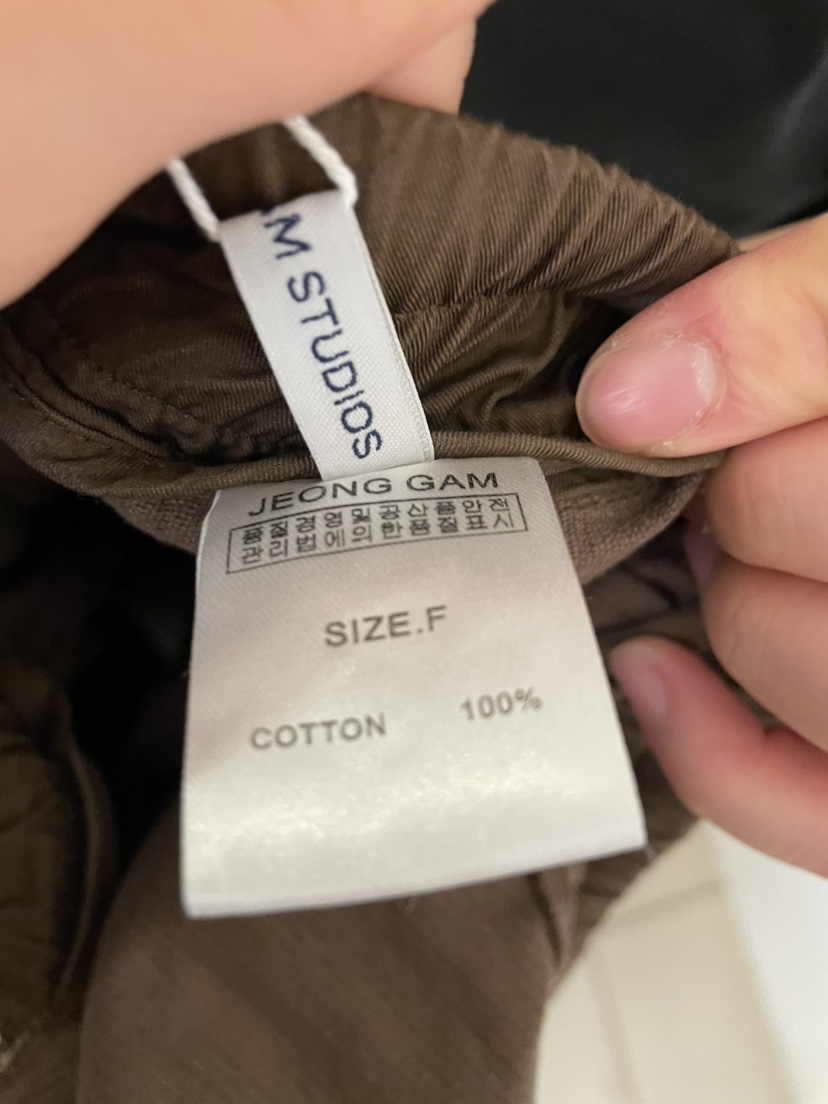 AM STUDIOS
JEONG GAM
품질경영및공산품안전
관리법에의한품질표시
SIZE.F
COTTON 100%